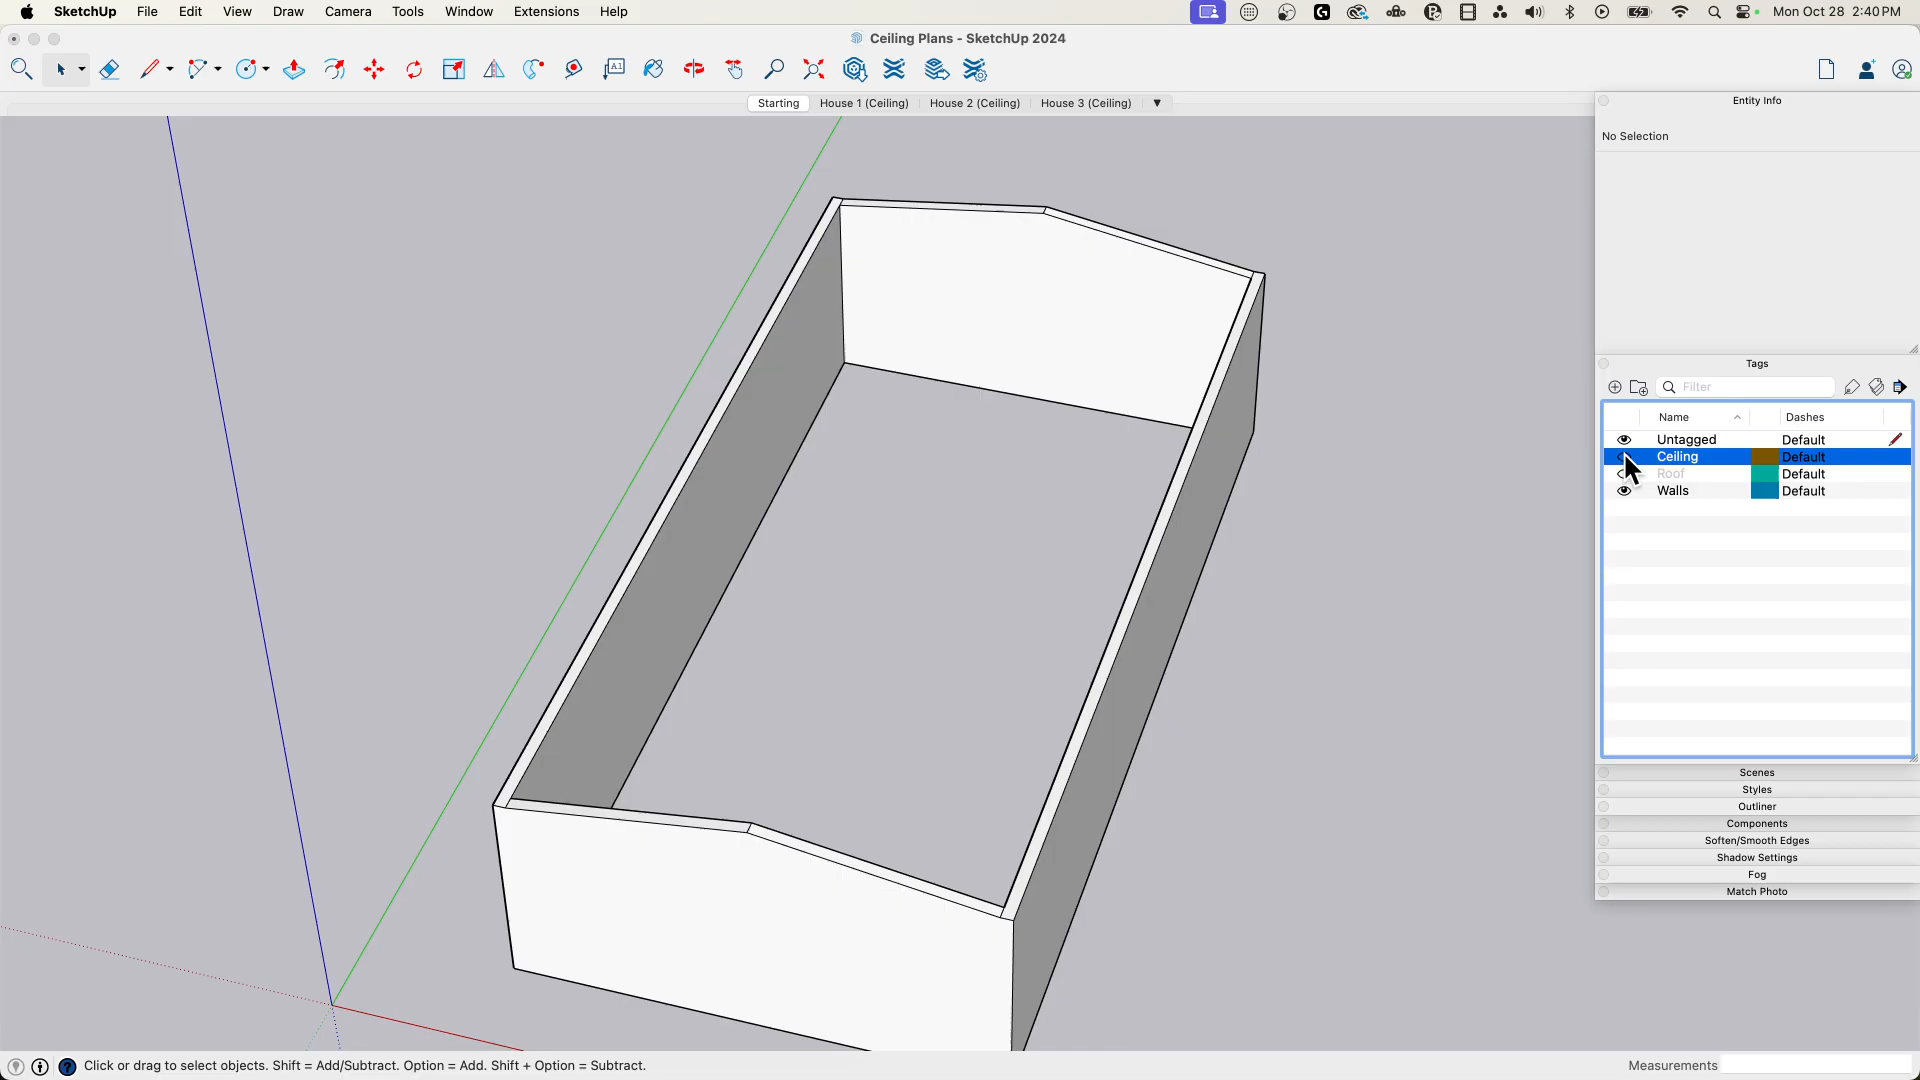 SketchUp File Edit View Draw Camera Tools Window Extensions Help Mon Oct 28 2:40 PM
Ceiling Plans - SketchUp 2024
A1
Starting House 1 (Ceiling) House 2 (Ceiling) House 3 (Ceiling) ▼
Entity Info
No Selection
Tags
Filter
Name Dashes
Untagged Default
Ceiling Default
Roof Default
Walls Default
Scenes
Styles
Outliner
Components
Soften/Smooth Edges
Shadow Settings
Fog
Match Photo
Click or drag to select objects. Shift = Add/Subtract. Option = Add. Shift + Option = Subtract. Measurements